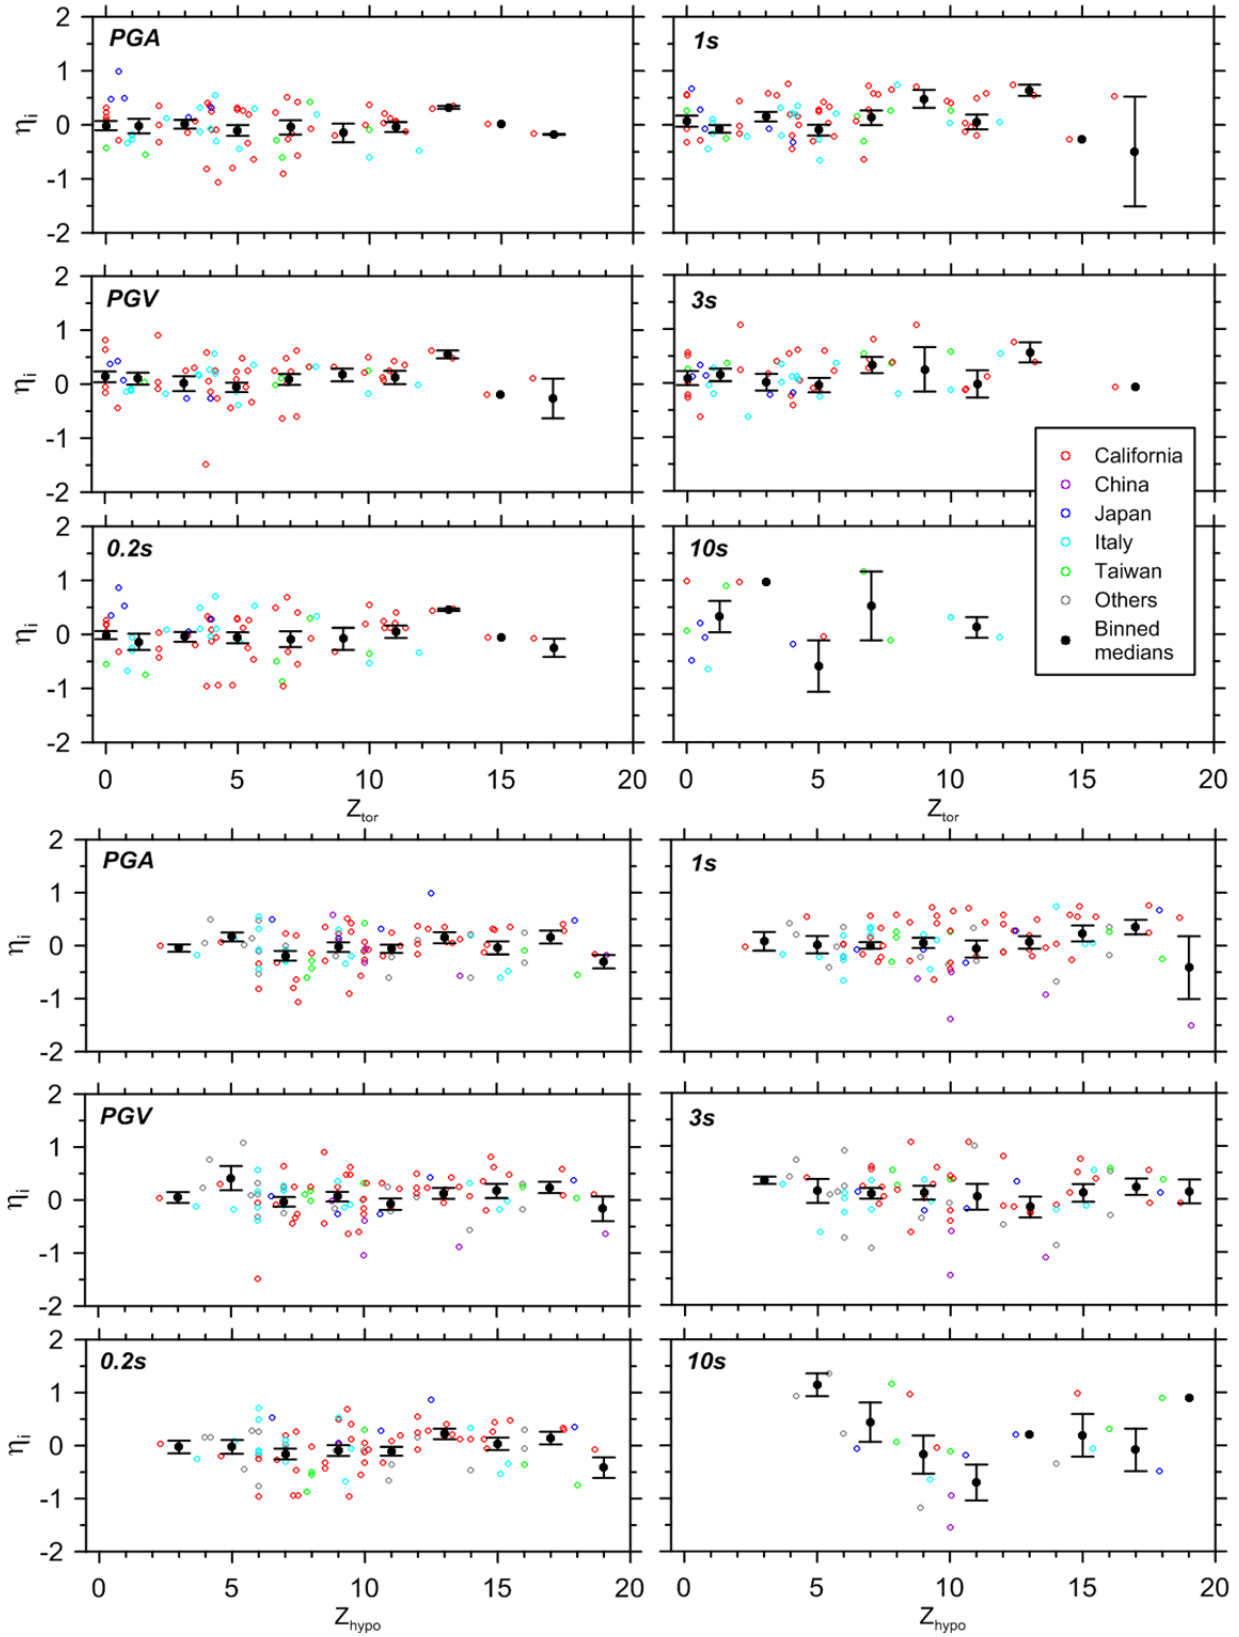 PGA
1s
2
1
0
-1
-2
ηi
PGV
3s
2
1
0
-1
-2
ηi
California
China
Japan
Italy
Taiwan
Others
Binned
medians
0.2s
10s
2
1
0
-1
-2
ηi
0 5 10 15 20
0 5 10 15 20
Ztor
Ztor
PGA
1s
2
1
0
-1
-2
ηi
PGV
3s
2
1
0
-1
-2
ηi
0.2s
10s
2
1
0
-1
-2
ηi
0 5 10 15 20
0 5 10 15 20
Zhypo
Zhypo